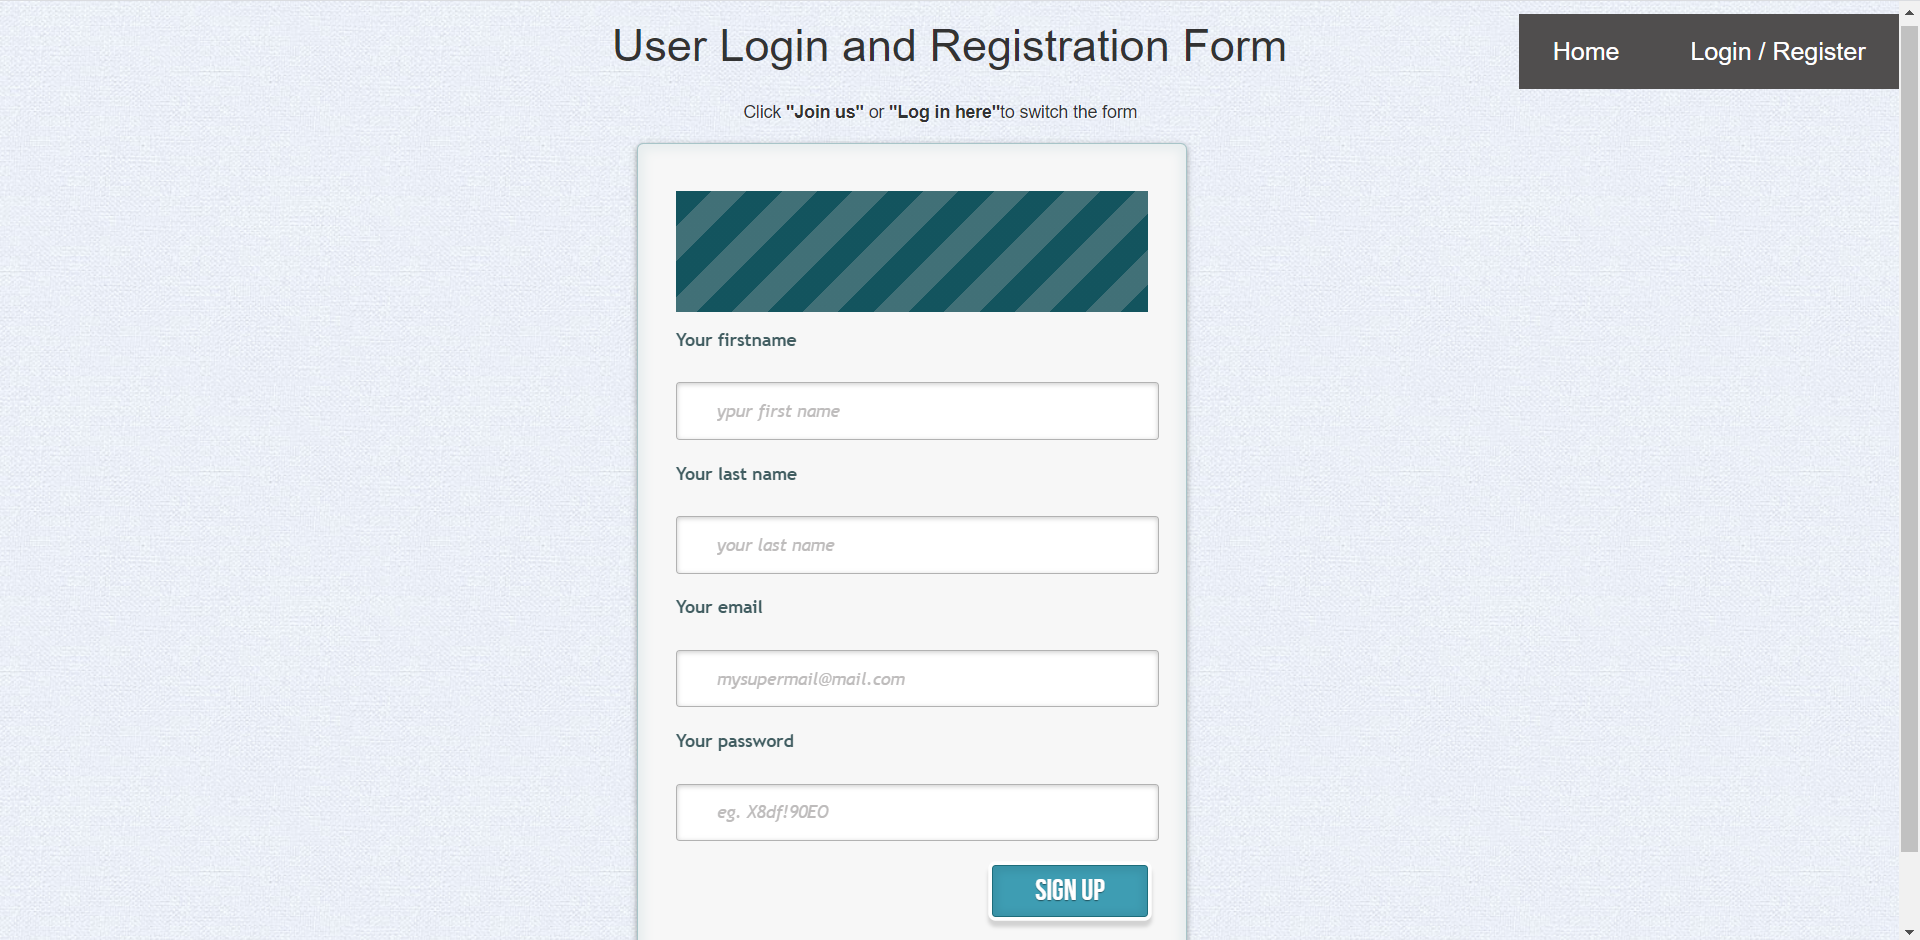 User Login and Registration Form
Home
Login / Register
Click "Join us" or "Log in here"to switch the form
Your firstname
ypur first name
Your last name
your last name
Your email
mysupermail@mail.com
Your password
eg. X8df!90EO
SIGN UP